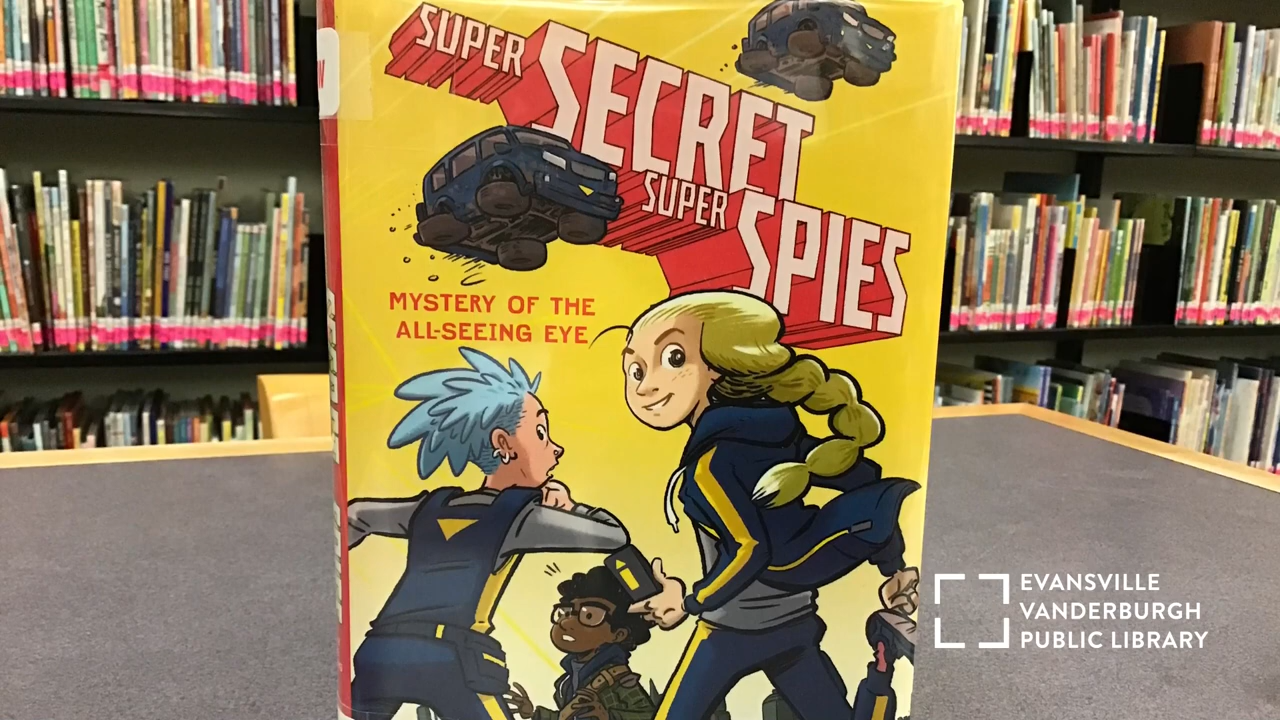 SUPER
SECRET
SUPER
SPIES
MYSTERY OF THE
ALL-SEEING EYE
EVANSVILLE
VANDERBURGH
PUBLIC LIBRARY